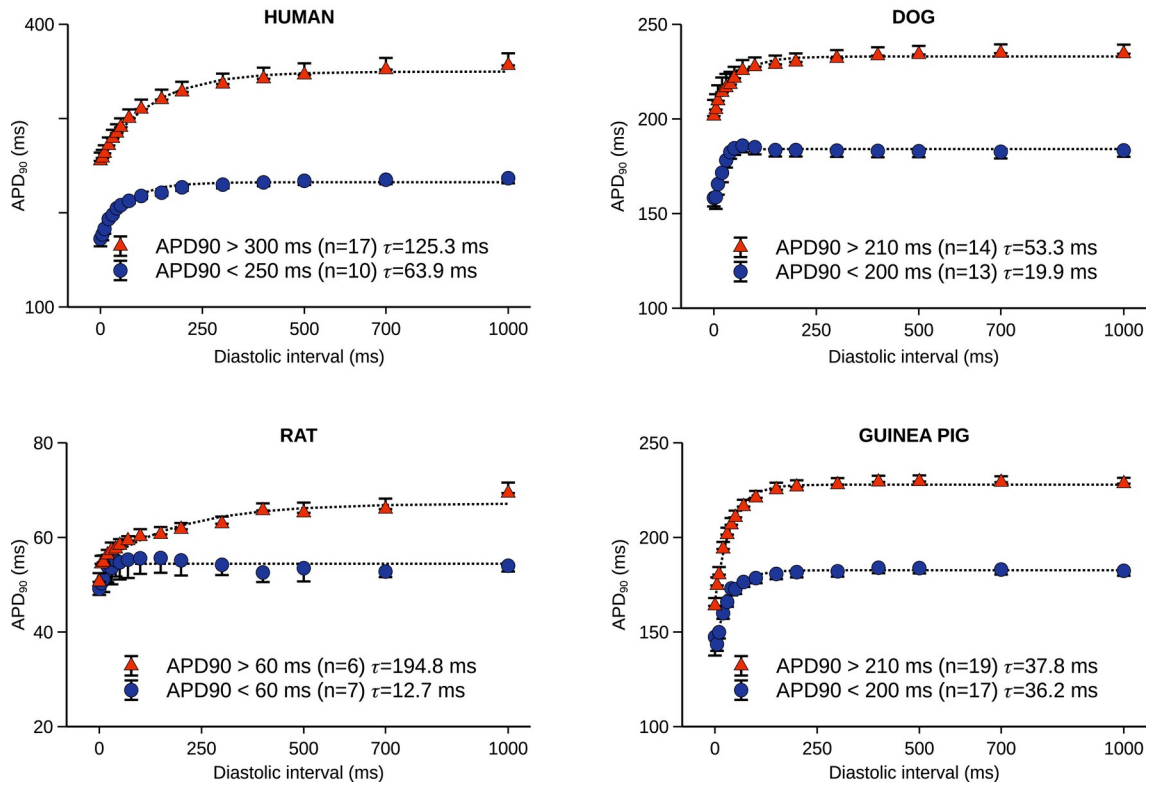 HUMAN
400
100
APD90 (ms)
APD90 > 300 ms (n=17) τ=125.3 ms
APD90 < 250 ms (n=10) τ=63.9 ms
0 250 500 700 1000
Diastolic interval (ms)
DOG
250
200
150
100
APD90 (ms)
APD90 > 210 ms (n=14) τ=53.3 ms
APD90 < 200 ms (n=13) τ=19.9 ms
0 250 500 700 1000
Diastolic interval (ms)
RAT
80
60
40
20
APD90 (ms)
APD90 > 60 ms (n=6) τ=194.8 ms
APD90 < 60 ms (n=7) τ=12.7 ms
0 250 500 700 1000
Diastolic interval (ms)
GUINEA PIG
250
200
150
100
APD90 (ms)
APD90 > 210 ms (n=19) τ=37.8 ms
APD90 < 200 ms (n=17) τ=36.2 ms
0 250 500 700 1000
Diastolic interval (ms)